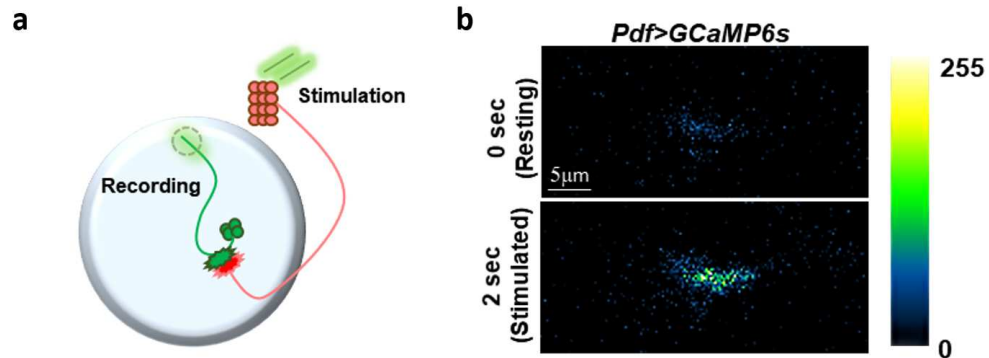 a
Stimulation
Recording
b
Pdf>GCaMP6s
0 sec
(Resting)
5μm
2 sec
(Stimulated)
255
0